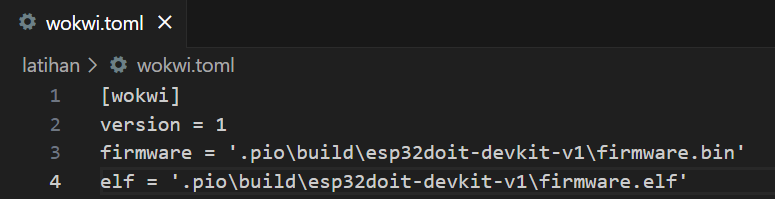 wokwi.toml
latihan > wokwi.toml
1 [wokwi]
2 version = 1
3 firmware = '.pio\build\esp32doit-devkit-v1\firmware.bin'
4 elf = '.pio\build\esp32doit-devkit-v1\firmware.elf'